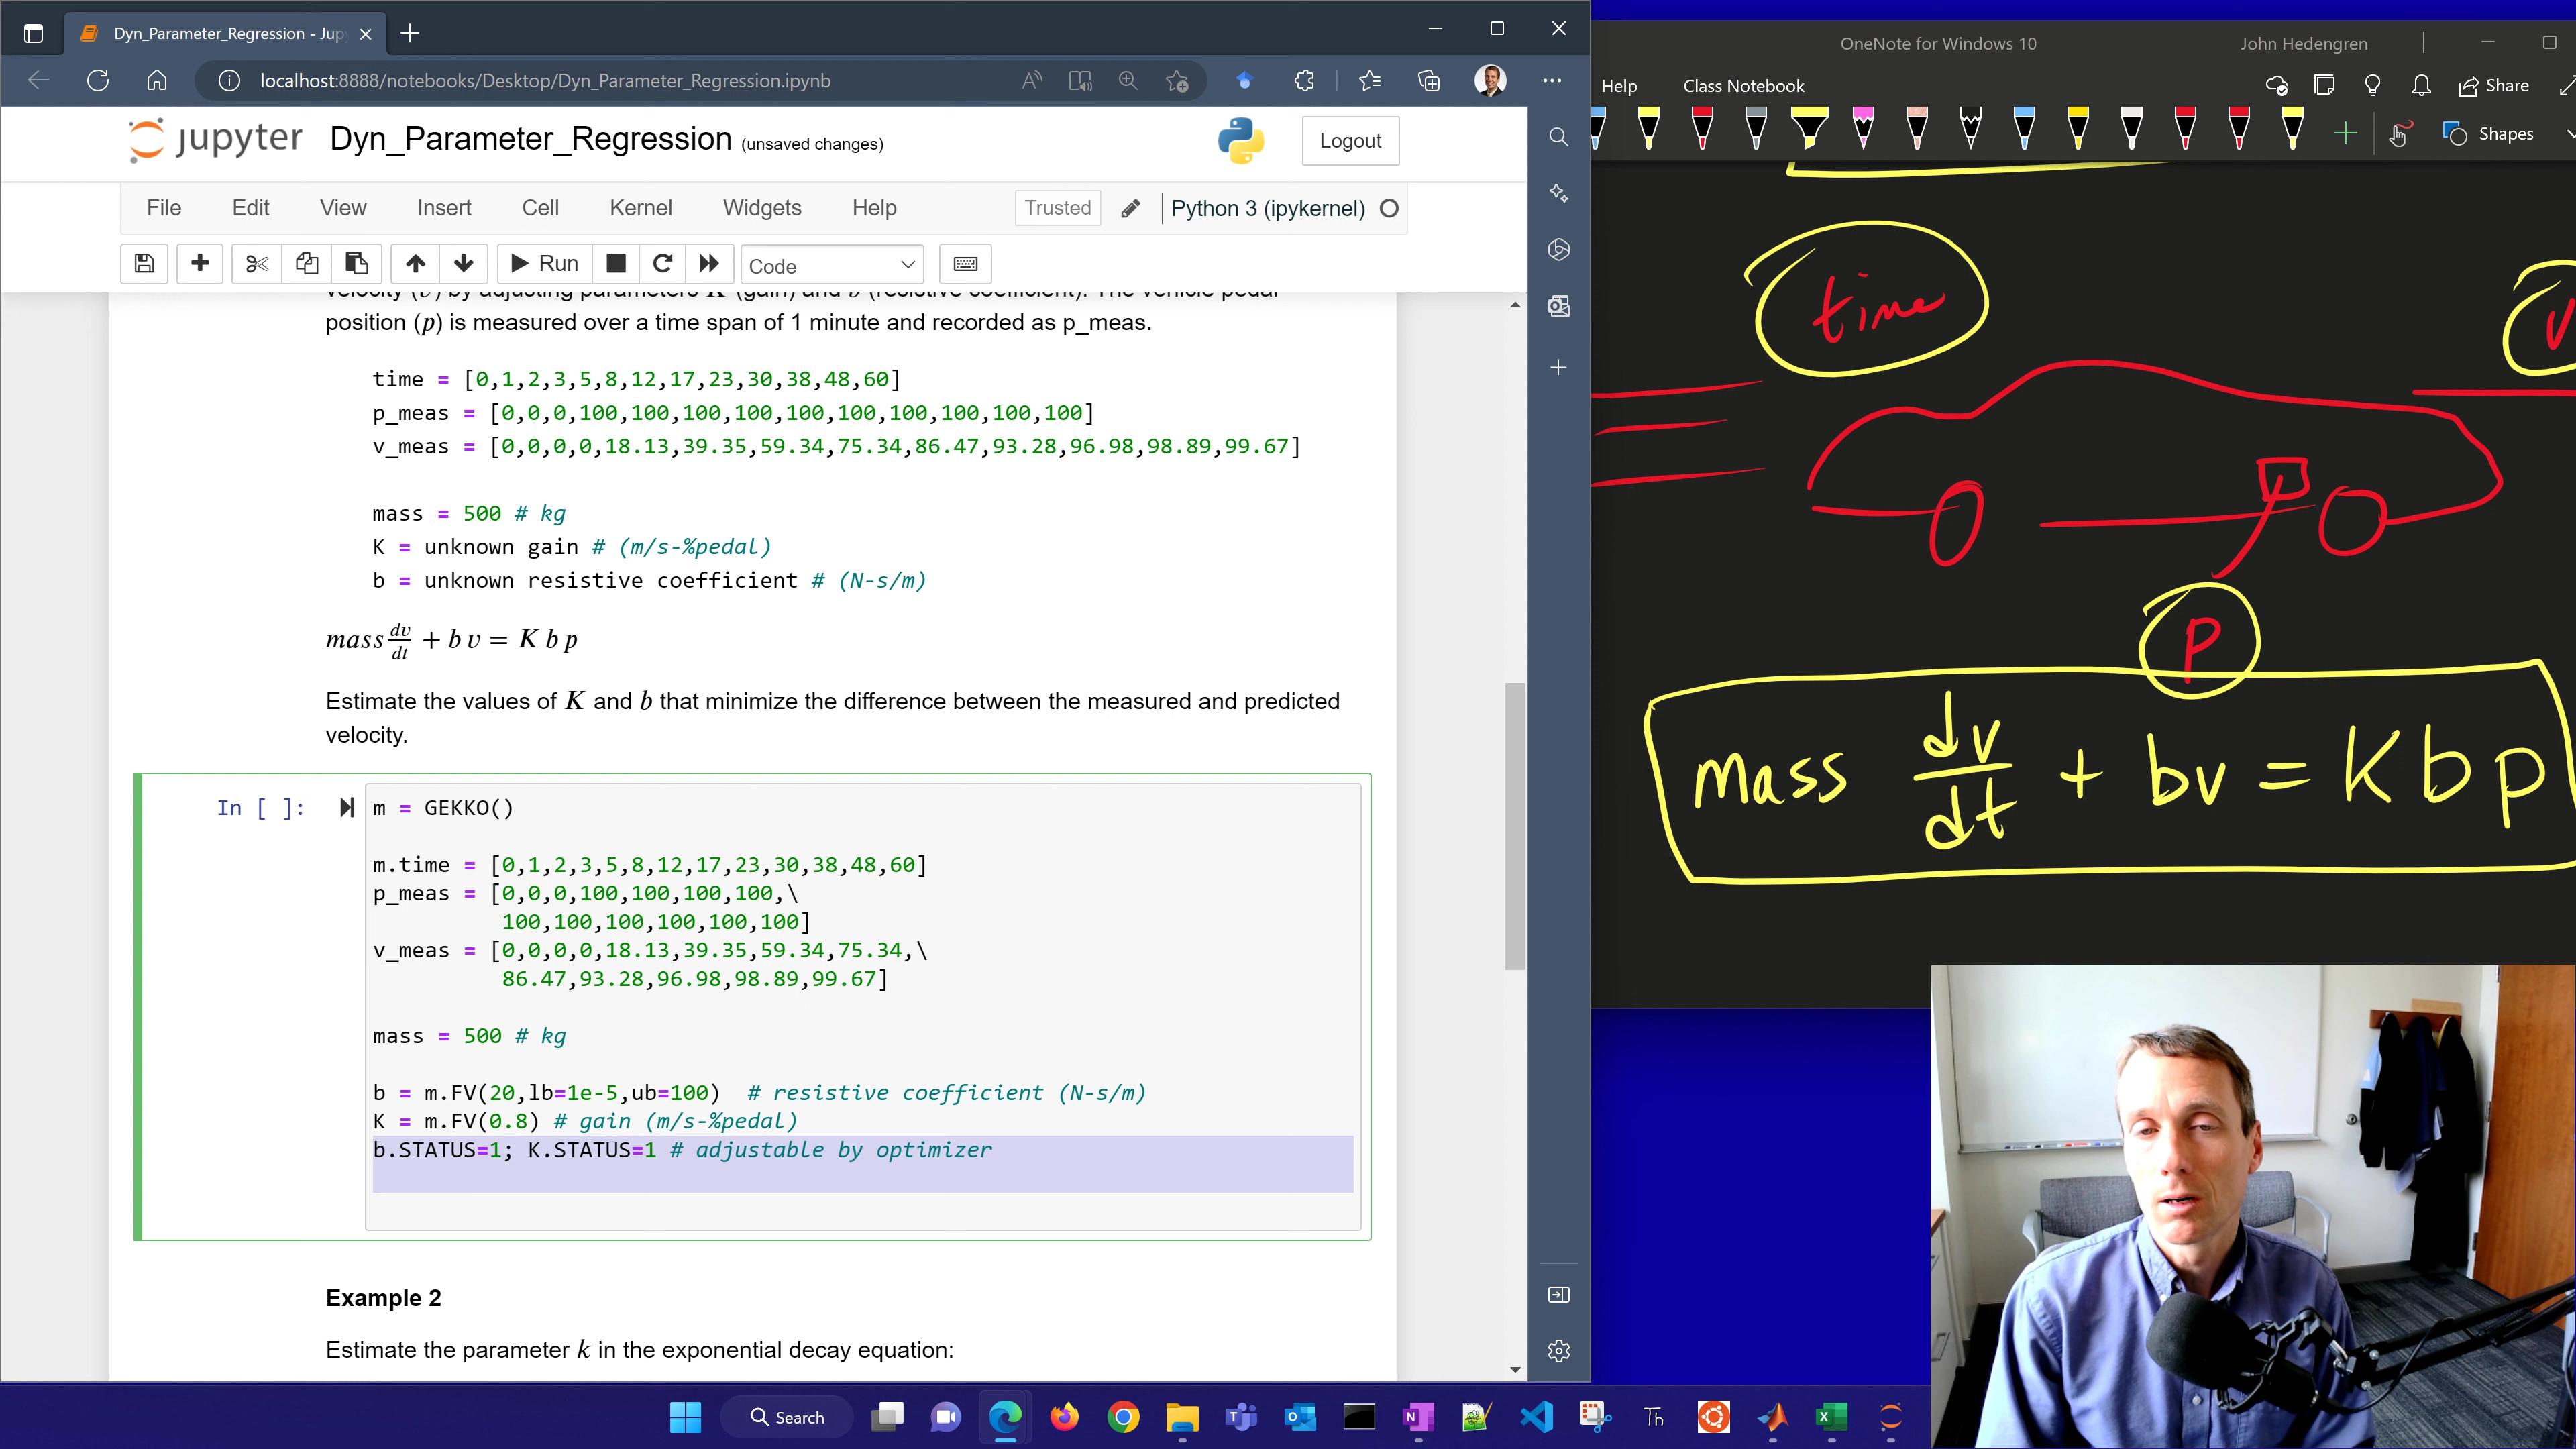 Dyn_Parameter_Regression - Jup
localhost:8888/notebooks/Desktop/Dyn_Parameter_Regression.ipynb
jupyter Dyn_Parameter_Regression (unsaved changes)
Logout
File Edit View Insert Cell Kernel Widgets Help Trusted Python 3 (ipykernel)
Run Code
velocity (v) by adjusting parameters K (gain) and b (resistive coefficient). The vehicle pedal
position (p) is measured over a time span of 1 minute and recorded as p_meas.
time = [0,1,2,3,5,8,12,17,23,30,38,48,60]
p_meas = [0,0,0,100,100,100,100,100,100,100,100,100,100]
v_meas = [0,0,0,0,18.13,39.35,59.34,75.34,86.47,93.28,96.98,98.89,99.67]
mass = 500 # kg
K = unknown gain # (m/s-%pedal)
b = unknown resistive coefficient # (N-s/m)
mass dv/dt + b v = K b p
Estimate the values of K and b that minimize the difference between the measured and predicted
velocity.
In [ ]:
m = GEKKO()
m.time = [0,1,2,3,5,8,12,17,23,30,38,48,60]
p_meas = [0,0,0,100,100,100,100,\
100,100,100,100,100,100]
v_meas = [0,0,0,0,18.13,39.35,59.34,75.34,\
86.47,93.28,96.98,98.89,99.67]
mass = 500 # kg
b = m.FV(20,lb=1e-5,ub=100) # resistive coefficient (N-s/m)
K = m.FV(0.8) # gain (m/s-%pedal)
b.STATUS=1; K.STATUS=1 # adjustable by optimizer
Example 2
Estimate the parameter k in the exponential decay equation:
OneNote for Windows 10 John Hedengren
Help Class Notebook Share
Shapes
time
v
p
mass dv/dt + bv = K b p
Search